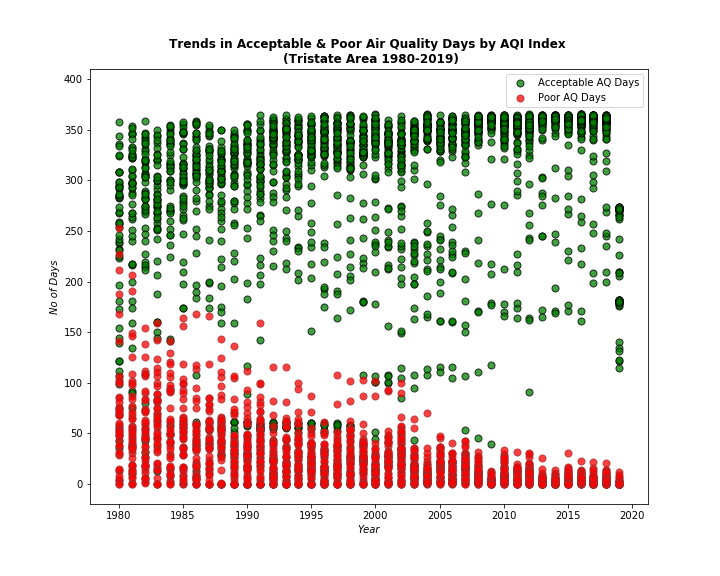 Trends in Acceptable & Poor Air Quality Days by AQI Index
(Tristate Area 1980-2019)
Acceptable AQ Days
Poor AQ Days
No of Days
400
350
300
250
200
150
100
50
0
1980 1985 1990 1995 2000 2005 2010 2015 2020
Year